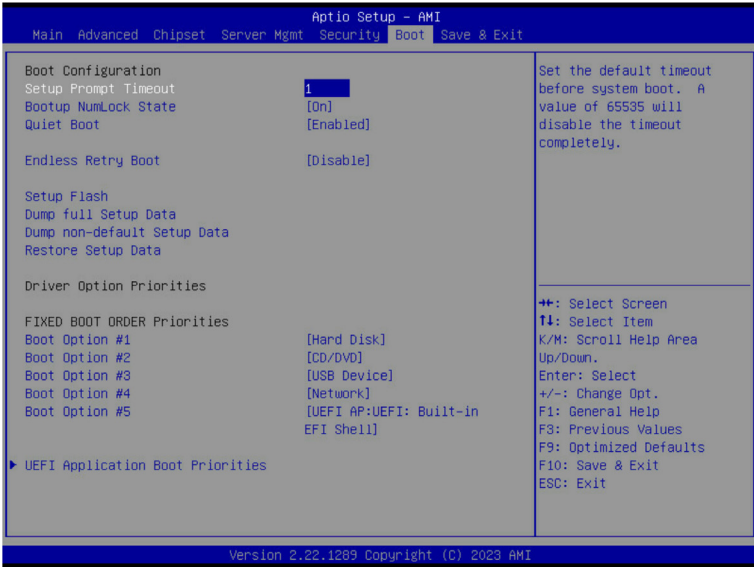 Aptio Setup – AMI
Main Advanced Chipset Server Mgmt Security Boot Save & Exit
Boot Configuration
Setup Prompt Timeout 1
Bootup NumLock State [On]
Quiet Boot [Enabled]
Endless Retry Boot [Disable]
Setup Flash
Dump full Setup Data
Dump non-default Setup Data
Restore Setup Data
Driver Option Priorities
FIXED BOOT ORDER Priorities
Boot Option #1 [Hard Disk]
Boot Option #2 [CD/DVD]
Boot Option #3 [USB Device]
Boot Option #4 [Network]
Boot Option #5 [UEFI AP:UEFI: Built-in
EFI Shell]
UEFI Application Boot Priorities
Set the default timeout
before system boot. A
value of 65535 will
disable the timeout
completely.
→←: Select Screen
↑↓: Select Item
K/M: Scroll Help Area
Up/Down.
Enter: Select
+/-: Change Opt.
F1: General Help
F3: Previous Values
F9: Optimized Defaults
F10: Save & Exit
ESC: Exit
Version 2.22.1289 Copyright (C) 2023 AMI